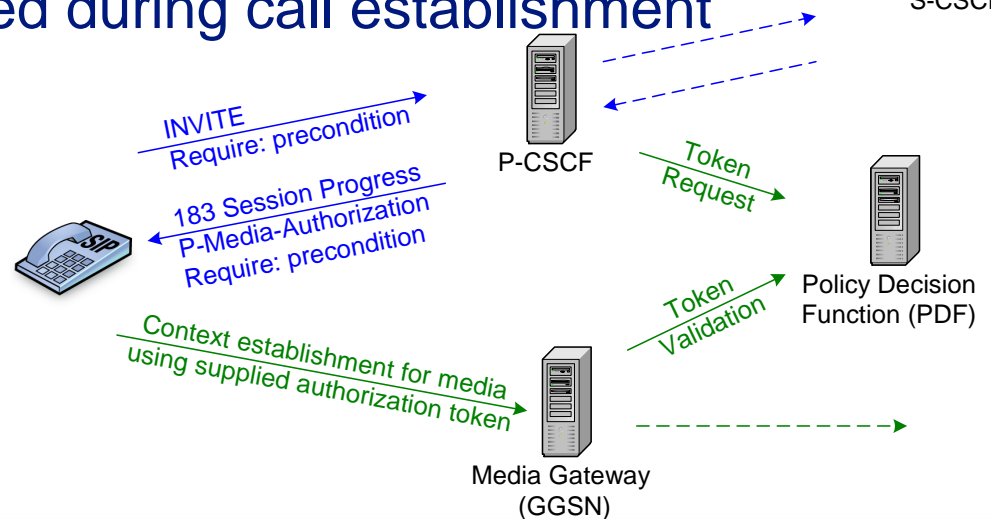 ed during call establishment
INVITE
Require: precondition
P-CSCF
183 Session Progress
P-Media-Authorization
Require: precondition
SIP
Token
Request
Policy Decision
Function (PDF)
Token
Validation
Context establishment for media
using supplied authorization token
Media Gateway
(GGSN)